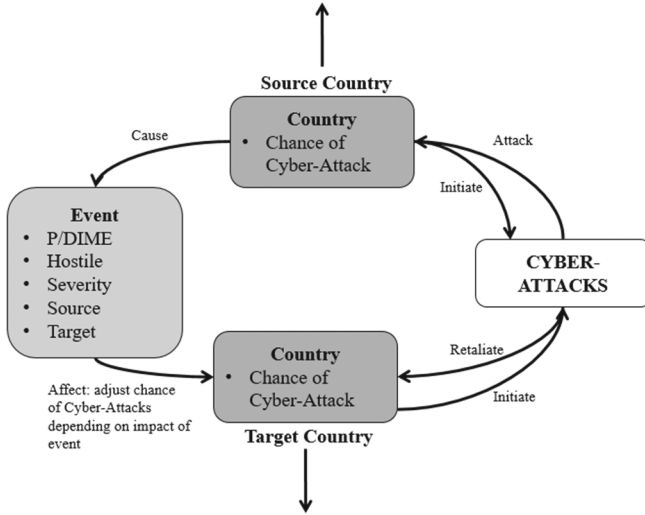 Source Country
Country
• Chance of
Cyber-Attack
Cause
Attack
Initiate
Event
• P/DIME
• Hostile
• Severity
• Source
• Target
CYBER-
ATTACKS
Country
• Chance of
Cyber-Attack
Retaliate
Initiate
Affect: adjust chance
of Cyber-Attacks
depending on impact of
event
Target Country